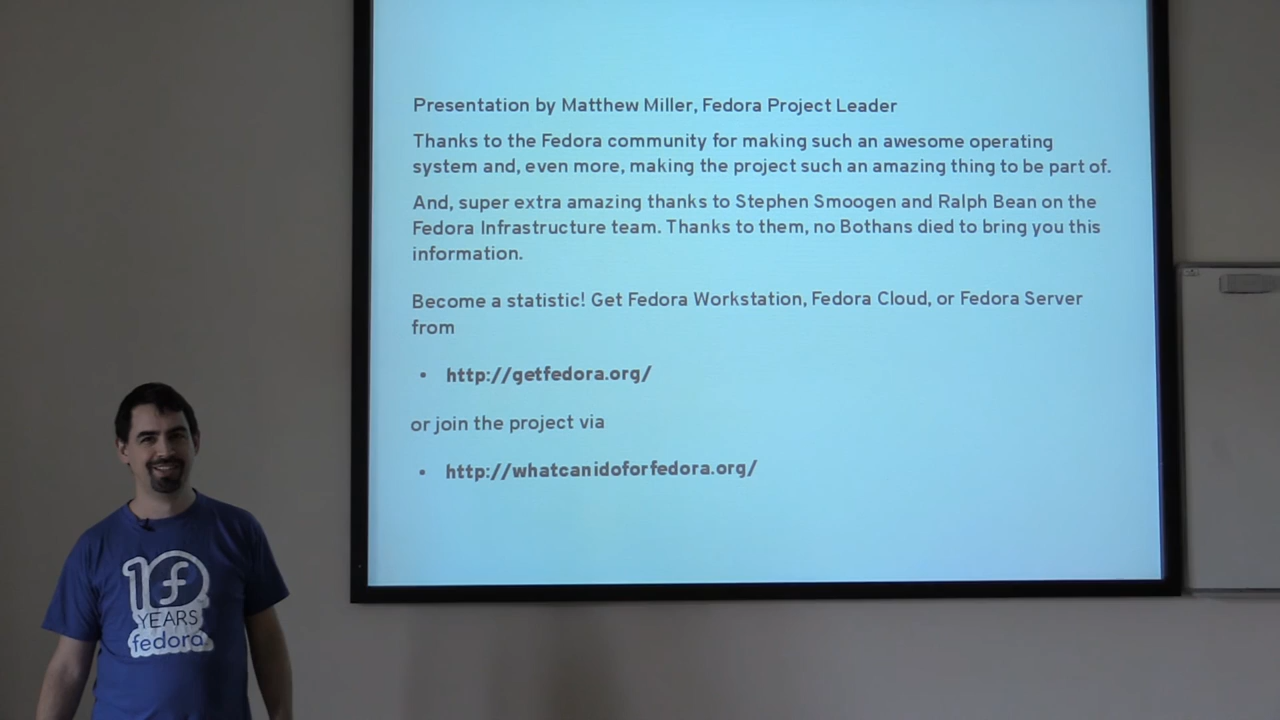 Presentation by Matthew Miller, Fedora Project Leader
Thanks to the Fedora community for making such an awesome operating
system and, even more, making the project such an amazing thing to be part of.
And, super extra amazing thanks to Stephen Smoogen and Ralph Bean on the
Fedora Infrastructure team. Thanks to them, no Bothans died to bring you this
information.
Become a statistic! Get Fedora Workstation, Fedora Cloud, or Fedora Server
from
• http://getfedora.org/
or join the project via
• http://whatcanidoforfedora.org/
10
YEARS
fedora